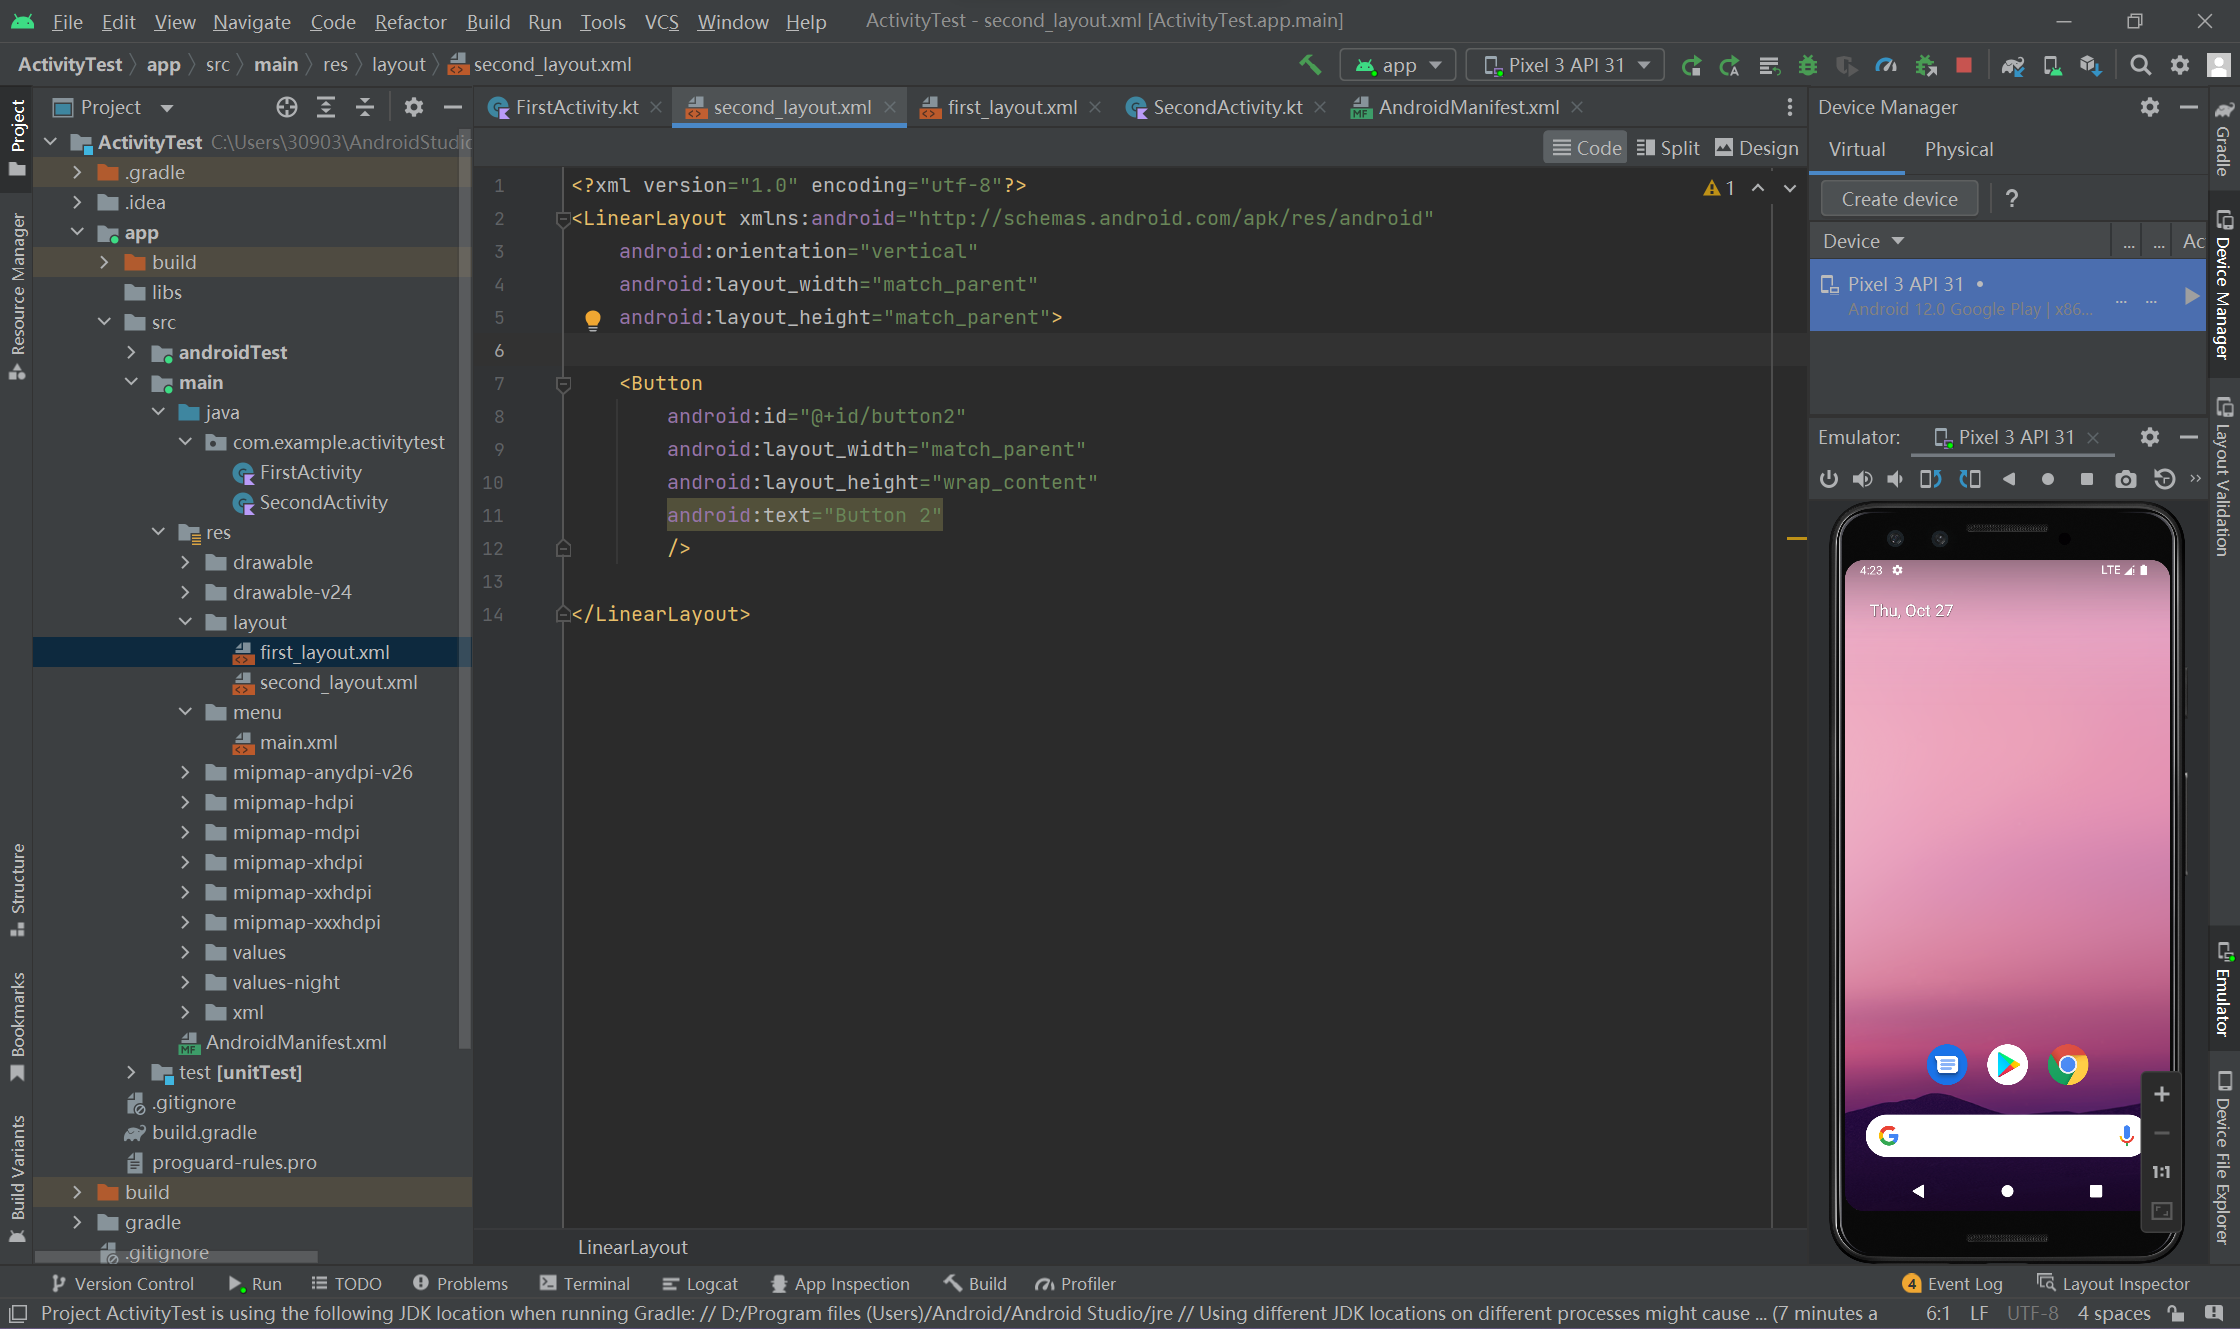 File Edit View Navigate Code Refactor Build Run Tools VCS Window Help ActivityTest - second_layout.xml [ActivityTest.app.main]
ActivityTest app src main res layout second_layout.xml app Pixel 3 API 31
Project
FirstActivity.kt second_layout.xml first_layout.xml SecondActivity.kt AndroidManifest.xml
Code Split Design
Project
Resource Manager
Structure
Bookmarks
Build Variants
ActivityTest C:\Users\30903\AndroidStudic
.gradle
.idea
app
build
libs
src
androidTest
main
java
com.example.activitytest
FirstActivity
SecondActivity
res
drawable
drawable-v24
layout
first_layout.xml
second_layout.xml
menu
main.xml
mipmap-anydpi-v26
mipmap-hdpi
mipmap-mdpi
mipmap-xhdpi
mipmap-xxhdpi
mipmap-xxxhdpi
values
values-night
xml
AndroidManifest.xml
test [unitTest]
.gitignore
build.gradle
proguard-rules.pro
build
gradle
.gitignore
1 <?xml version="1.0" encoding="utf-8"?>
2 <LinearLayout xmlns:android="http://schemas.android.com/apk/res/android"
3 android:orientation="vertical"
4 android:layout_width="match_parent"
5 android:layout_height="match_parent">
6
7 <Button
8 android:id="@+id/button2"
9 android:layout_width="match_parent"
10 android:layout_height="wrap_content"
11 android:text="Button 2"
12 />
13
14 </LinearLayout>
1
LinearLayout
Device Manager
Virtual Physical
Create device ?
Device ... ... Ac
Pixel 3 API 31 •
Android 12.0 Google Play | x86... ... ...
Emulator: Pixel 3 API 31
4:23 LTE
Thu, Oct 27
1:1
Gradle
Device Manager
Layout Validation
Emulator
Device File Explorer
Version Control Run TODO Problems Terminal Logcat App Inspection Build Profiler 4 Event Log Layout Inspector
Project ActivityTest is using the following JDK location when running Gradle: // D:/Program files (Users)/Android/Android Studio/jre // Using different JDK locations on different processes might cause ... (7 minutes a 6:1 LF UTF-8 4 spaces